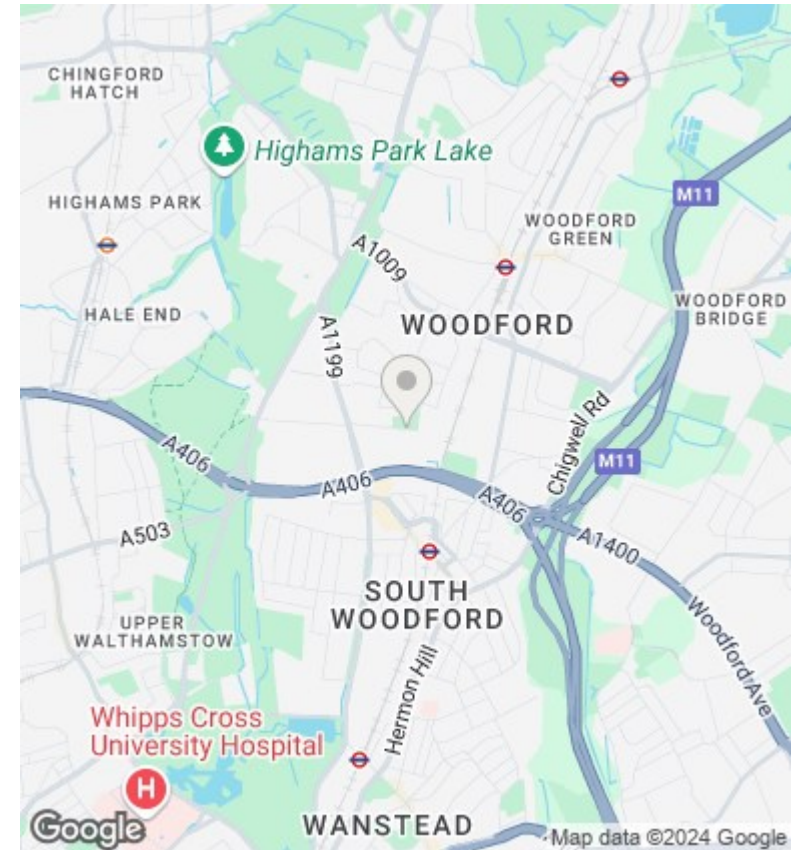 CHINGFORD
HATCH
Highams Park Lake
HIGHAMS PARK
M11
WOODFORD
GREEN
A1009
HALE END
WOODFORD
WOODFORD
BRIDGE
A1199
Chigwell Rd
M11
A406
A406
A406
A503
A1400
SOUTH
WOODFORD
UPPER
WALTHAMSTOW
Woodford Ave
Hermon Hill
Whipps Cross
University Hospital
H
WANSTEAD
Google
Map data ©2024 Google